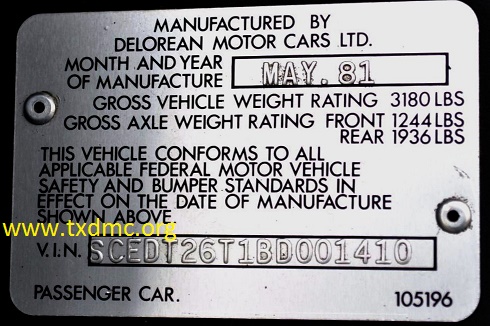 MANUFACTURED BY
DELOREAN MOTOR CARS LTD.
MONTH AND YEAR
OF MANUFACTURE MAY. 81
GROSS VEHICLE WEIGHT RATING 3180 LBS
GROSS AXLE WEIGHT RATING FRONT 1244 LBS
REAR 1936 LBS
THIS VEHICLE CONFORMS TO ALL
APPLICABLE FEDERAL MOTOR VEHICLE
SAFETY AND BUMPER STANDARDS IN
EFFECT ON THE DATE OF MANUFACTURE
SHOWN ABOVE.
www.txdmc.org
V.I.N. SCEDT26T1BD001410
PASSENGER CAR. 105196